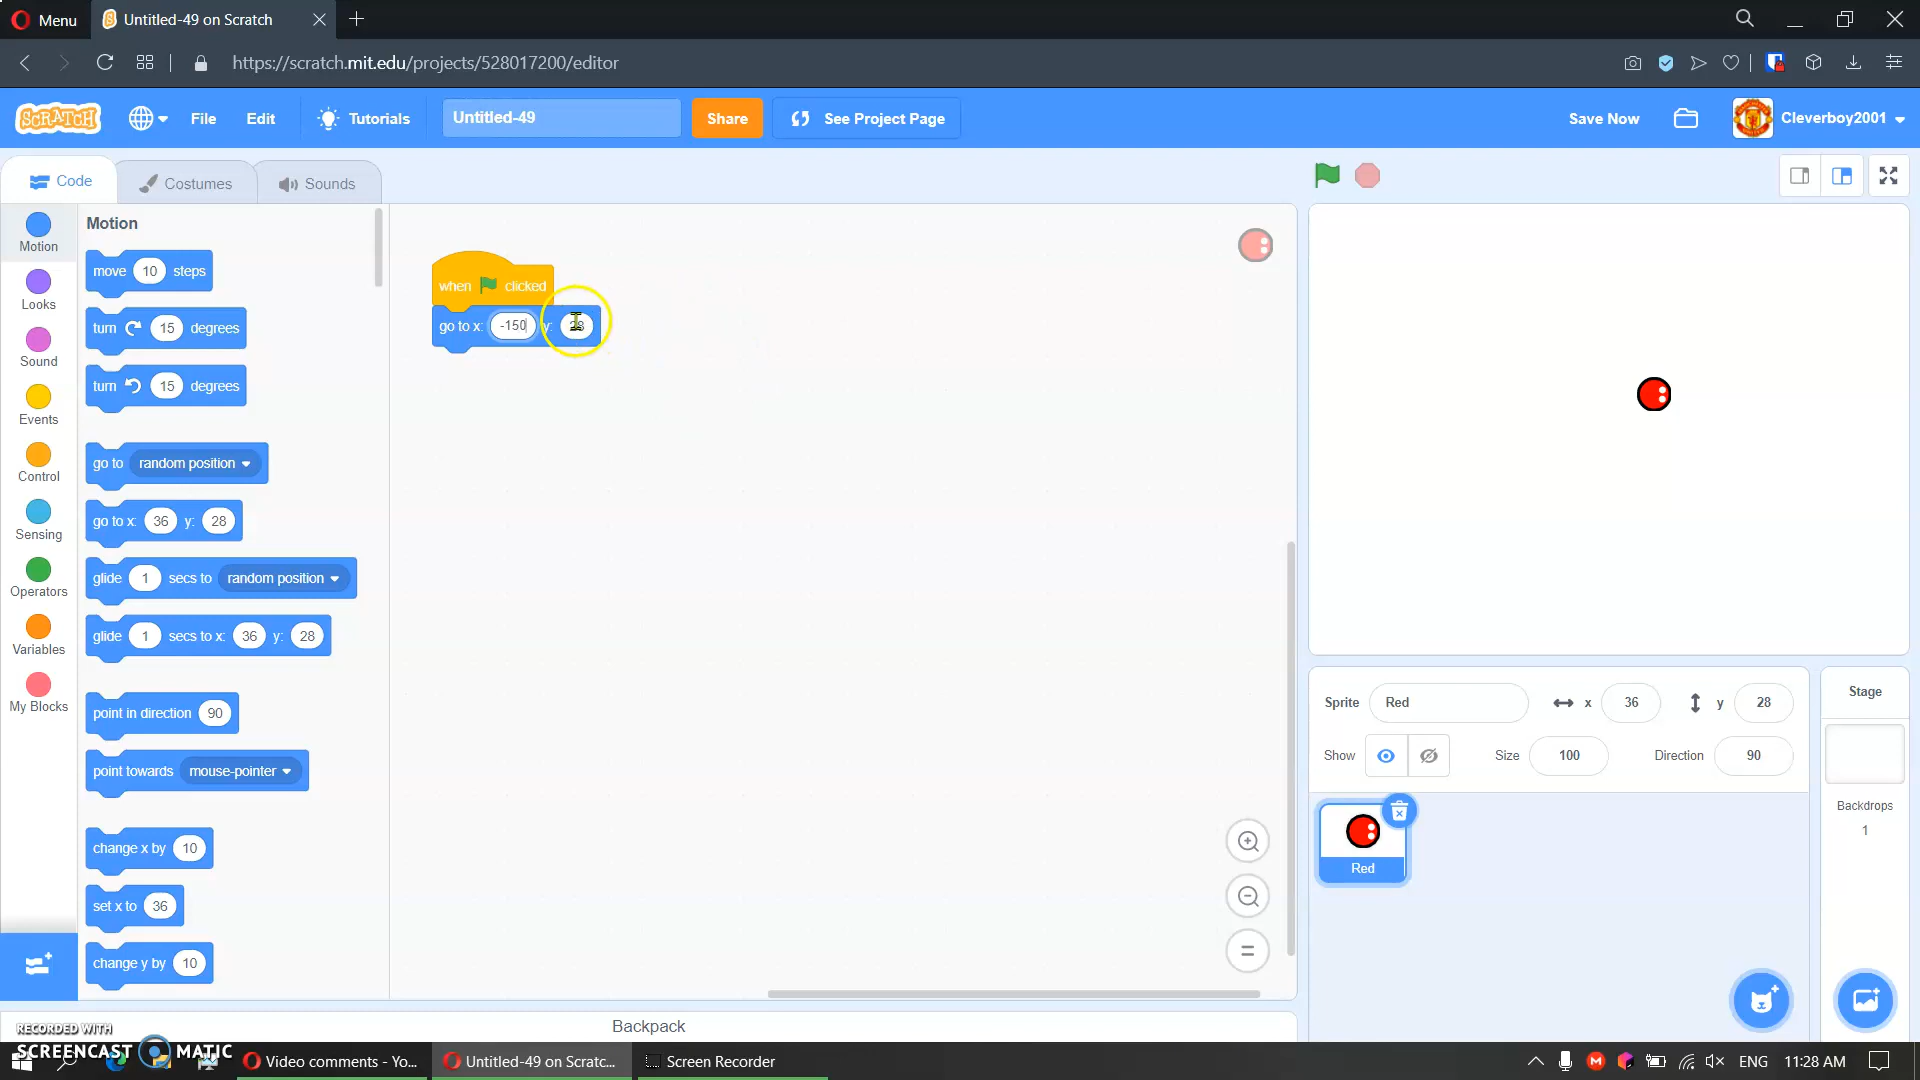 Menu
Untitled-49 on Scratch
https://scratch.mit.edu/projects/528017200/editor
SCRATCH File Edit Tutorials Untitled-49 Share See Project Page Save Now Cleverboy2001
Code Costumes Sounds
Motion
Looks
Sound
Events
Control
Sensing
Operators
Variables
My Blocks
Motion
move 10 steps
turn 15 degrees
turn 15 degrees
go to random position
go to x: 36 y: 28
glide 1 secs to random position
glide 1 secs to x: 36 y: 28
point in direction 90
point towards mouse-pointer
change x by 10
set x to 36
change y by 10
when clicked
go to x: -150 y: 28
Sprite Red x 36 y 28
Show Size 100 Direction 90
Red
Stage
Backdrops
1
Backpack
RECORDED WITH
SCREENCAST MATIC
Video comments - Yo...
Untitled-49 on Scratc...
Screen Recorder
ENG 11:28 AM